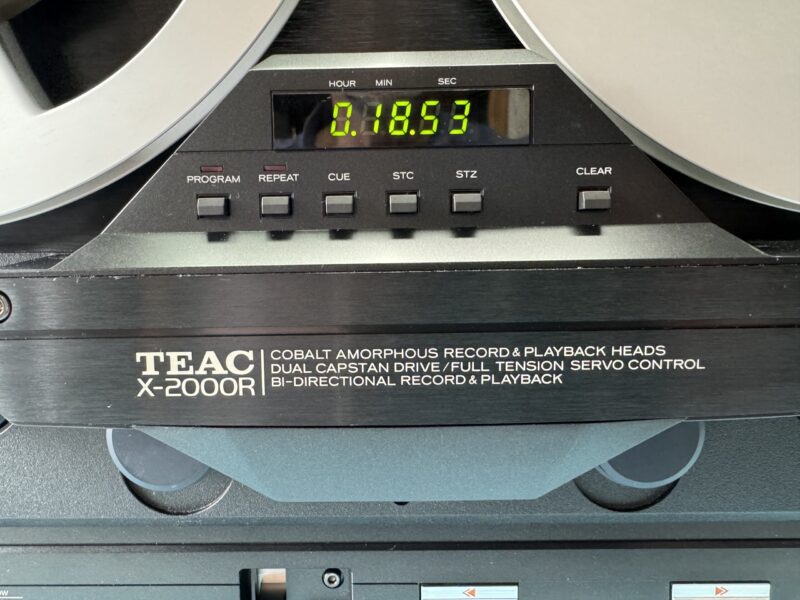 HOUR MIN SEC
0.18.53
PROGRAM REPEAT CUE STC STZ CLEAR
TEAC
X-2000R
COBALT AMORPHOUS RECORD & PLAYBACK HEADS
DUAL CAPSTAN DRIVE / FULL TENSION SERVO CONTROL
BI-DIRECTIONAL RECORD & PLAYBACK